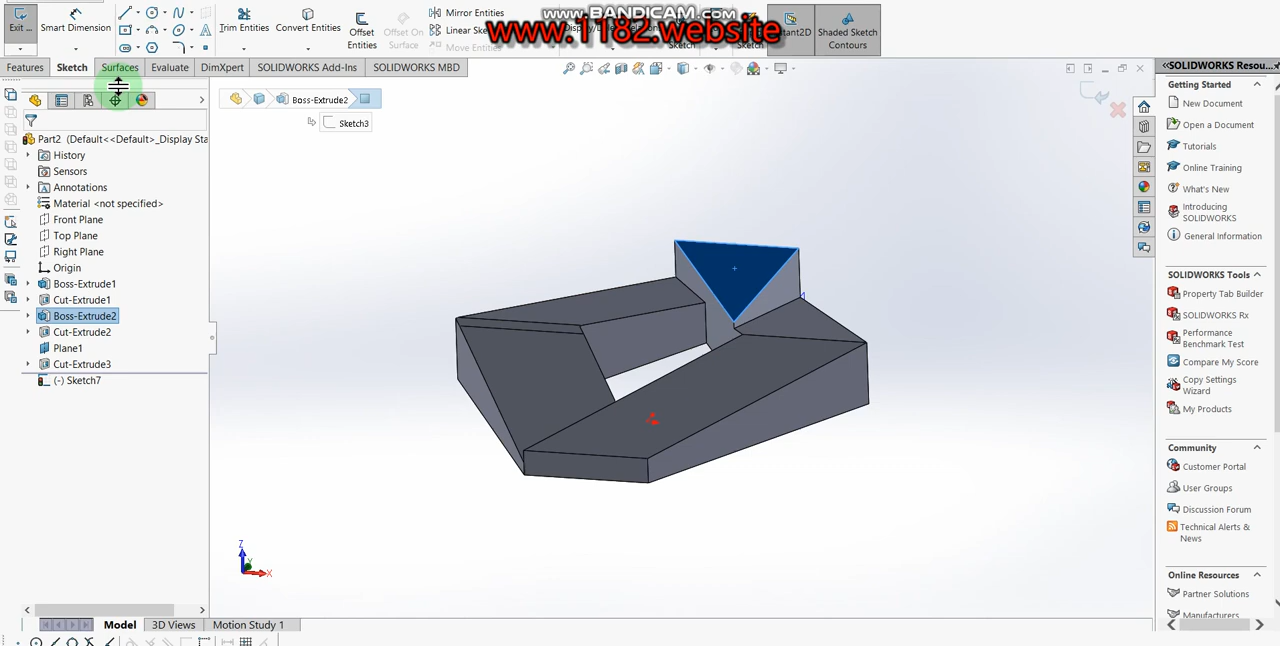 www.BANDICAM.com
www.1182.website
Exit ...
Trim Entities
Convert Entities
Offset
Entities
Offset On
Surface
Mirror Entities
Linear Sk
Move Entities
Sketch
Shaded Sketch
Contours
Features
Sketch
Surfaces
Evaluate
DimXpert
SOLIDWORKS Add-Ins
SOLIDWORKS MBD
Boss-Extrude2
Sketch3
Part2 (Default<<Default>_Display Sta
History
Sensors
Annotations
Material <not specified>
Front Plane
Top Plane
Right Plane
Origin
Boss-Extrude1
Cut-Extrude1
Boss-Extrude2
Cut-Extrude2
Plane1
Cut-Extrude3
(-) Sketch7
Z
X
Model
3D Views
Motion Study 1
SOLIDWORKS Resou...
Getting Started
New Document
Open a Document
Tutorials
Online Training
What's New
Introducing
SOLIDWORKS
General Information
SOLIDWORKS Tools
Property Tab Builder
SOLIDWORKS Rx
Performance
Benchmark Test
Compare My Score
Copy Settings
Wizard
My Products
Community
Customer Portal
User Groups
Discussion Forum
Technical Alerts &
News
Online Resources
Partner Solutions